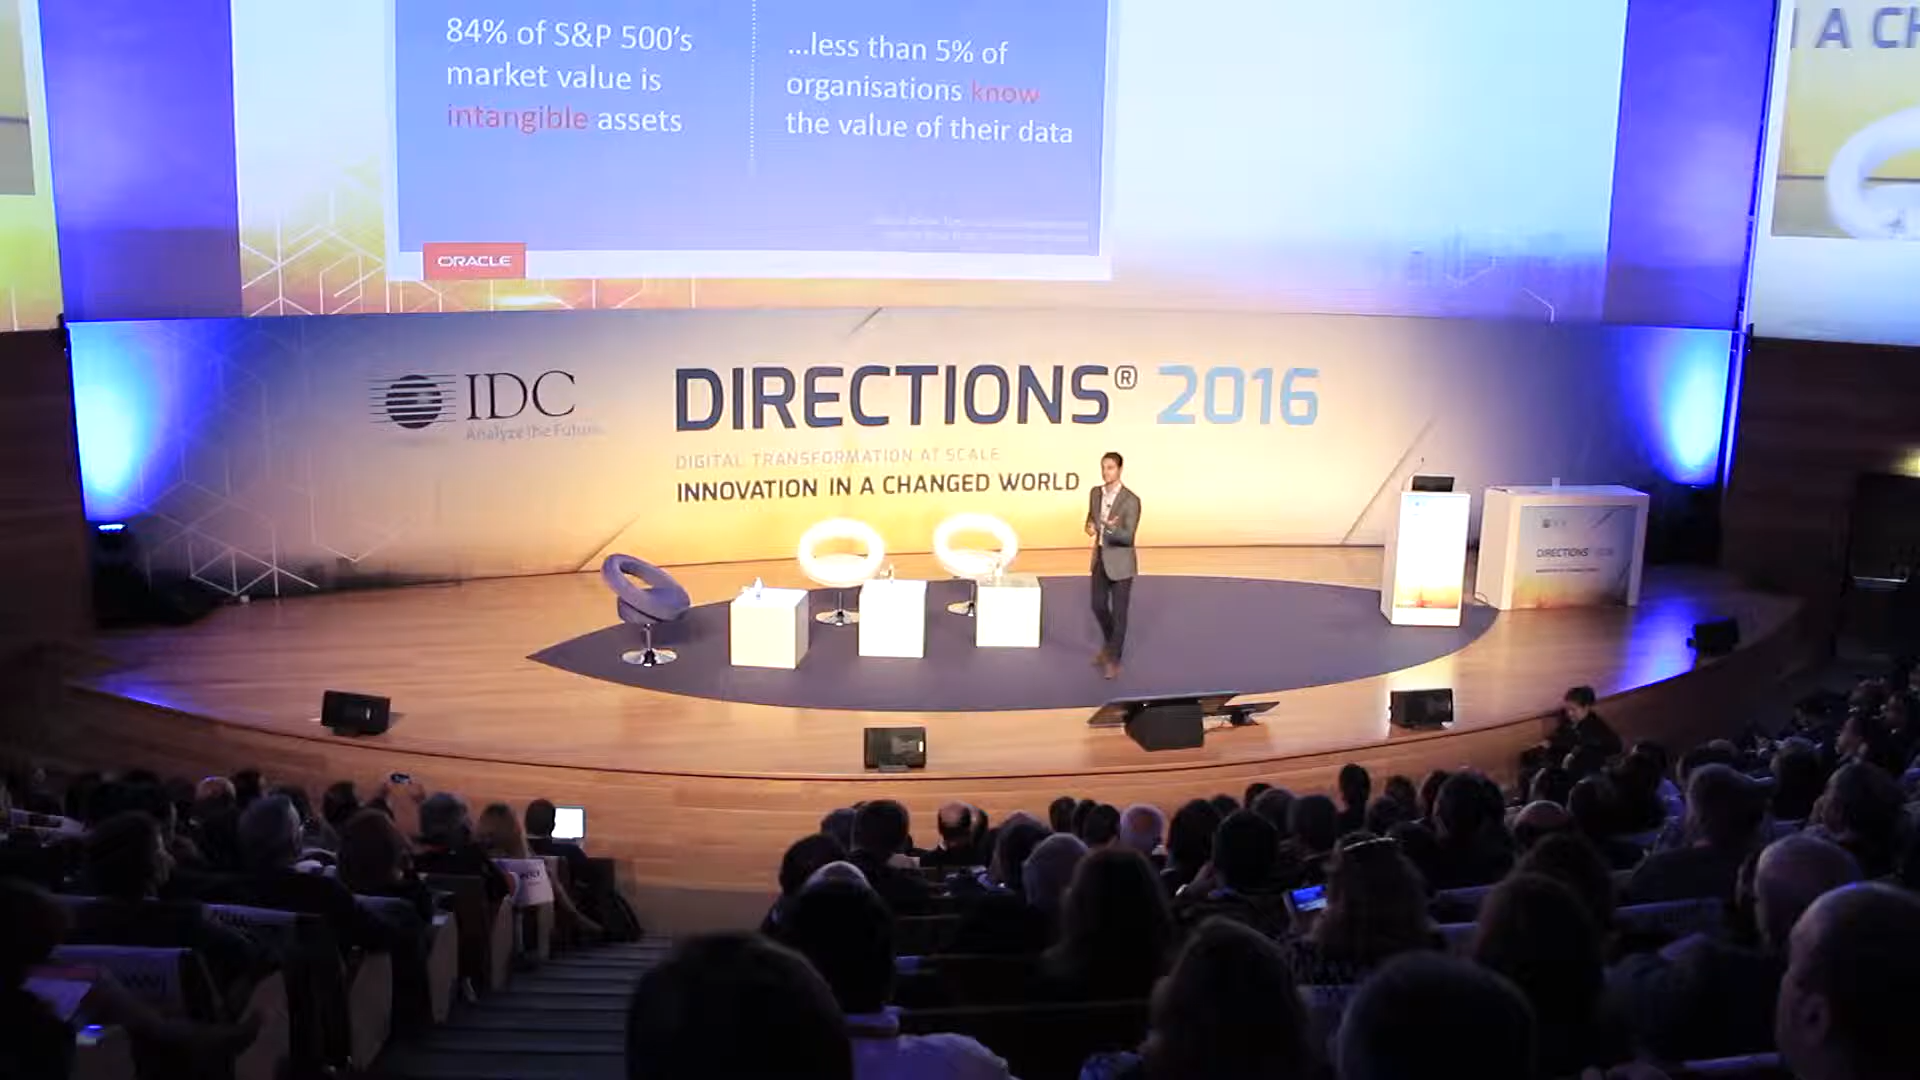 84% of S&P 500's
market value is
intangible assets
...less than 5% of
organisations know
the value of their data
ORACLE
A CH
IDC
Analyze the Future
DIRECTIONS® 2016
DIGITAL TRANSFORMATION AT SCALE
INNOVATION IN A CHANGED WORLD
DIRECTIONS 2016